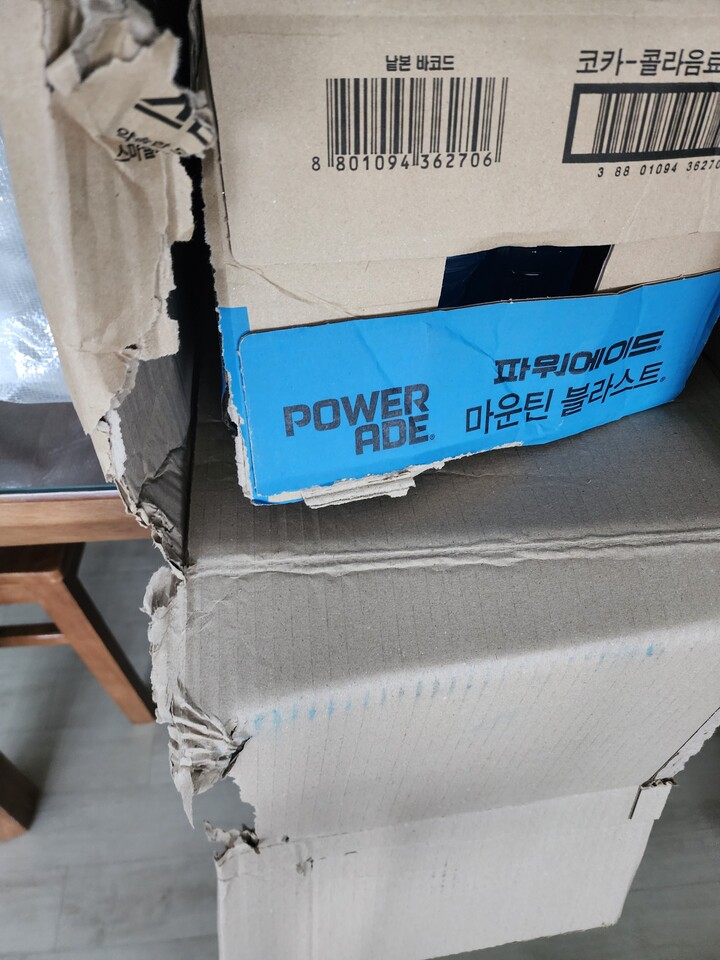 낱본 바코드
코카-콜라음료
8 801094 362706
3 88 01094 3627
POWER
ADE®
파워에이드®
마운틴 블라스트®